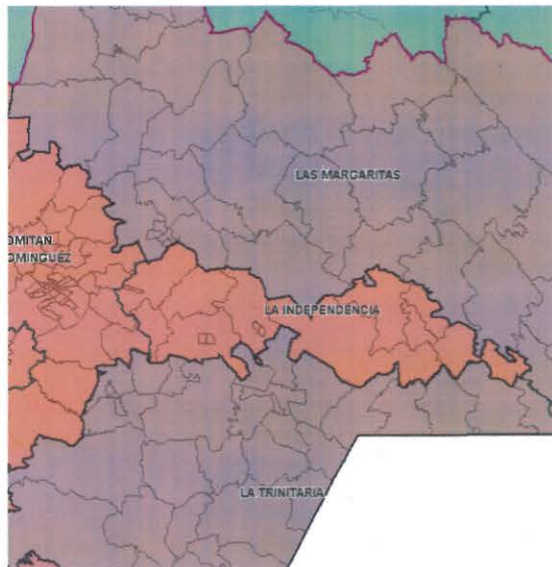 LAS MARGARITAS
OMITAN
OMINGUEZ
LA INDEPENDENCIA
LA TRINITARIA